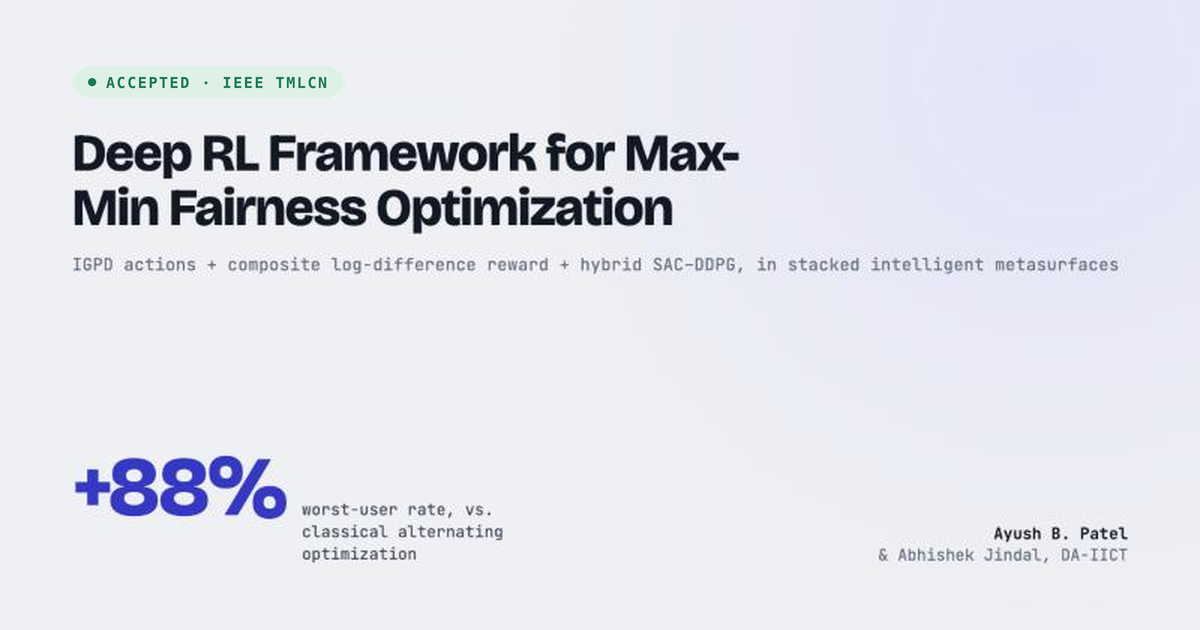 ACCEPTED · IEEE TMLCN
Deep RL Framework for Max-
Min Fairness Optimization
IGPD actions + composite log-difference reward + hybrid SAC–DDPG, in stacked intelligent metasurfaces
+88%
worst-user rate, vs.
classical alternating
optimization
Ayush B. Patel
& Abhishek Jindal, DA-IICT